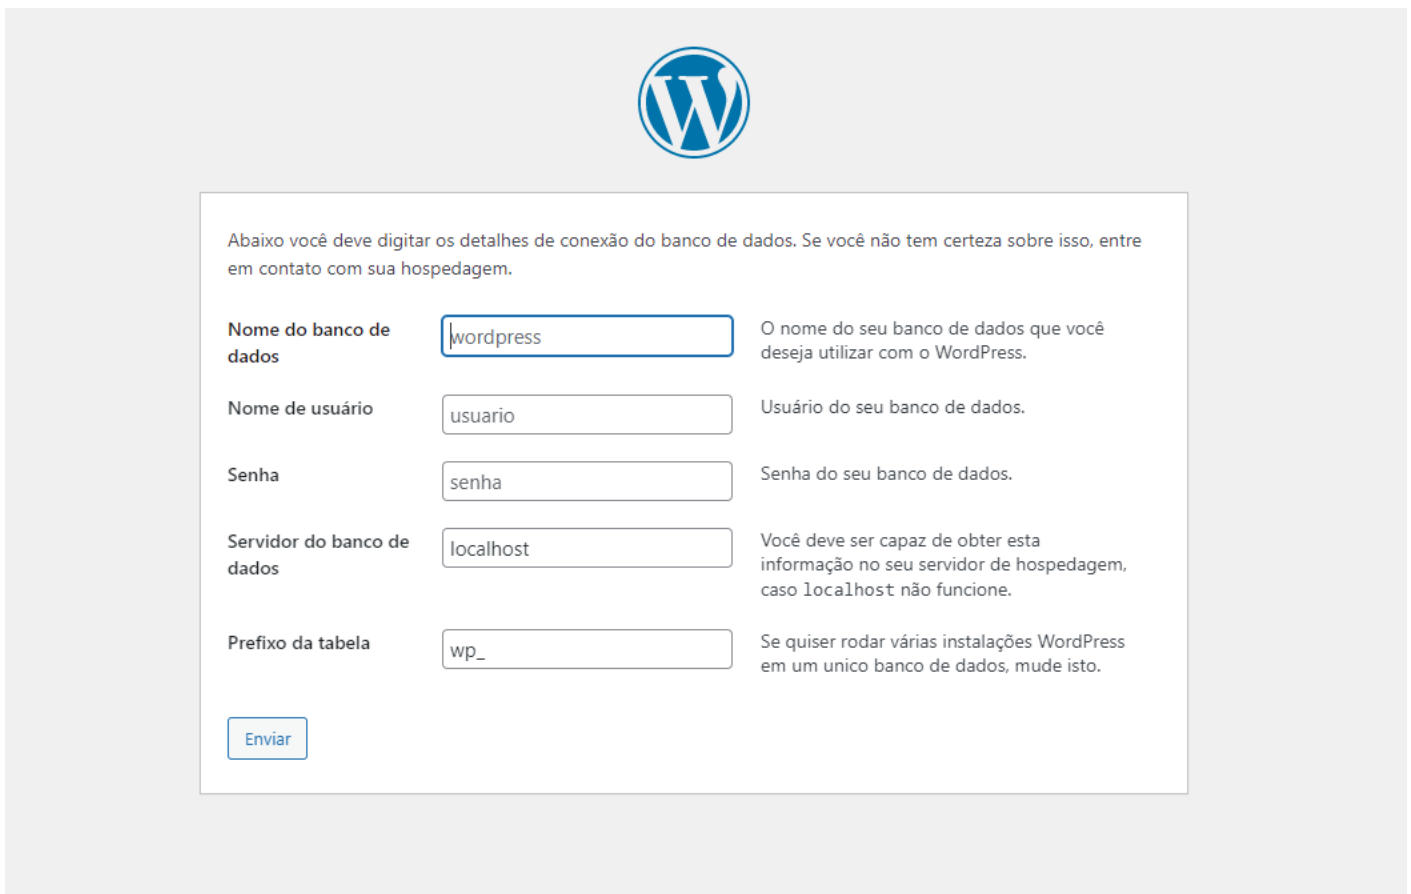 Abaixo você deve digitar os detalhes de conexão do banco de dados. Se você não tem certeza sobre isso, entre
em contato com sua hospedagem.
Nome do banco de
dados
wordpress
O nome do seu banco de dados que você
deseja utilizar com o WordPress.
Nome de usuário
usuario
Usuário do seu banco de dados.
Senha
senha
Senha do seu banco de dados.
Servidor do banco de
dados
localhost
Você deve ser capaz de obter esta
informação no seu servidor de hospedagem,
caso localhost não funcione.
Prefixo da tabela
wp_
Se quiser rodar várias instalações WordPress
em um unico banco de dados, mude isto.
Enviar